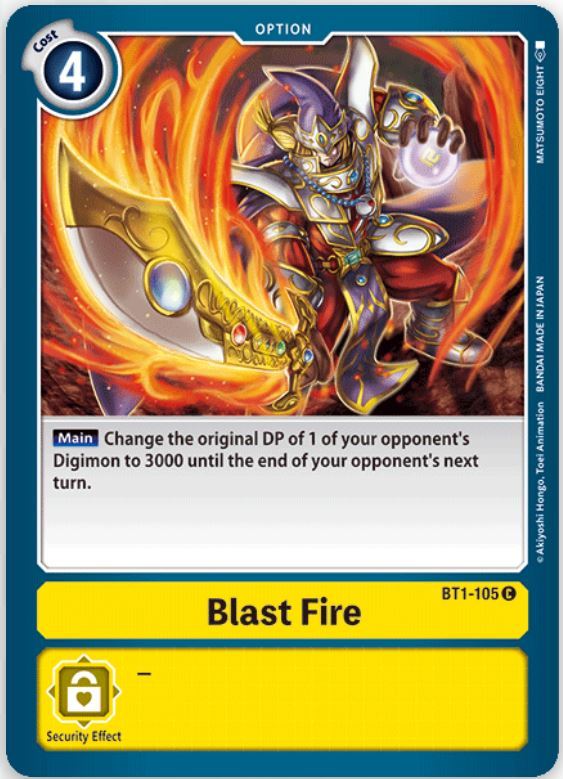 Cost
4
OPTION
MATSUMOTO EIGHT
Main Change the original DP of 1 of your opponent's
Digimon to 3000 until the end of your opponent's next
turn.
© Akiyoshi Hongo, Toei Animation BANDAI MADE IN JAPAN
BT1-105 C
Blast Fire
–
Security Effect